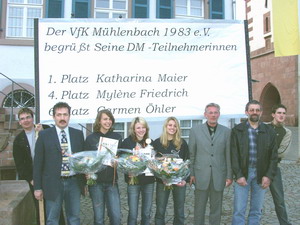 Der VfK Mühlenbach 1983 e.V.
begrüßt Seine DM-Teilnehmerinnen
1. Platz Katharina Maier
4. Platz Mylène Friedrich
6. Platz Carmen Öhler